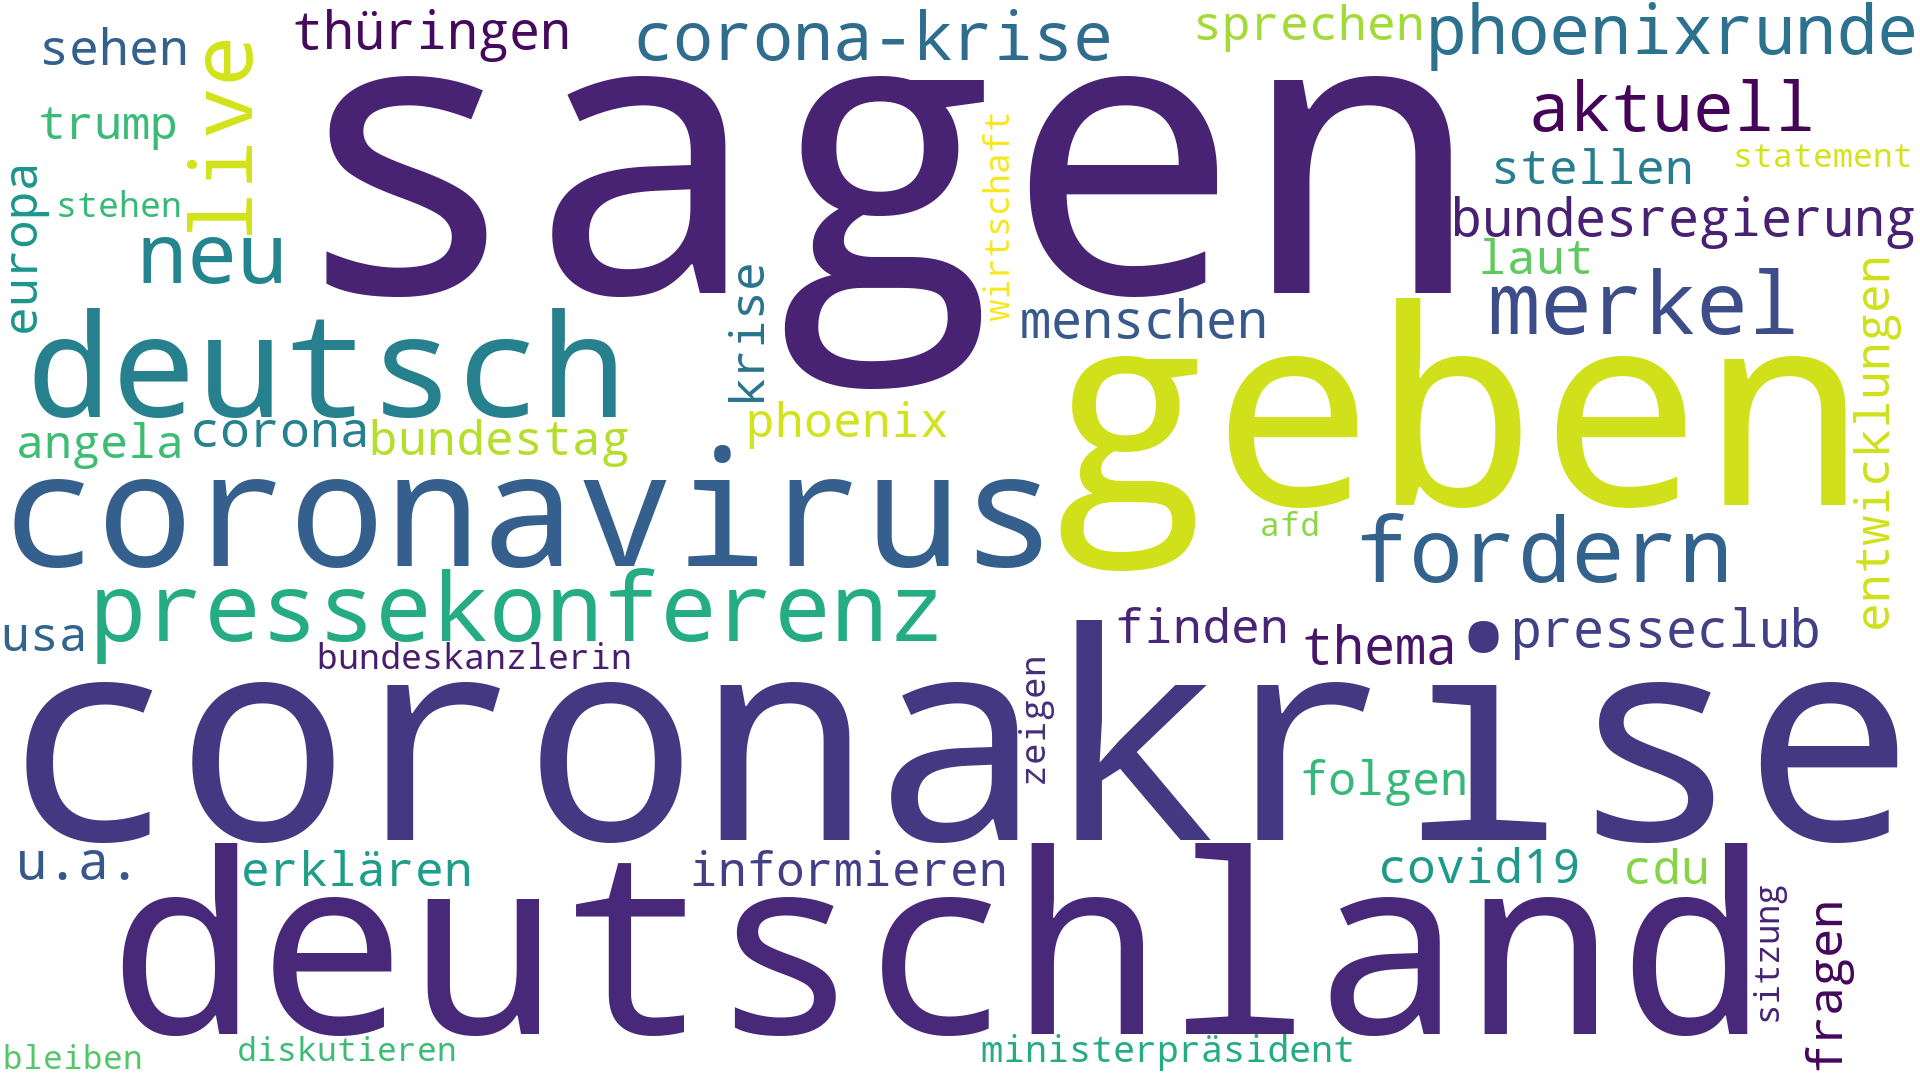 sehen
thüringen
corona-krise
sprechen
phoenixrunde
live
sagen
trump
aktuell
wirtschaft
stellen
statement
europa
stehen
bundesregierung
neu
laut
krise
menschen
merkel
deutsch
geben
entwicklungen
angela
corona
bundestag
phoenix
coronavirus
afd
fordern
pressekonferenz
usa
bundeskanzlerin
finden
thema
presseclub
coronakrise
zeigen
folgen
u.a.
erklären
informieren
covid19
cdu
deutschland
sitzung
fragen
bleiben
diskutieren
ministerpräsident